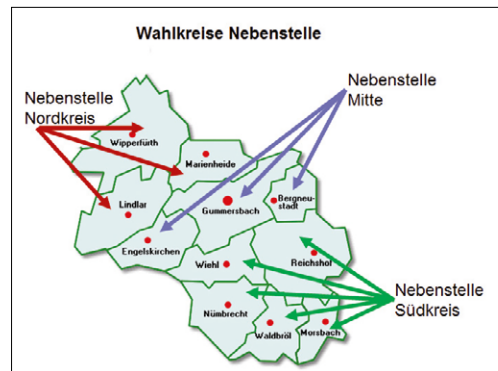 Wahlkreise Nebenstelle
Nebenstelle
Mitte
Nebenstelle
Nordkreis
Wipperfürth
Marienheide
Lindlar
Gummersbach
Bergneu-
stadt
Engelskirchen
Wiehl
Reichshof
Nümbrecht
Waldbröl
Morsbach
Nebenstelle
Südkreis